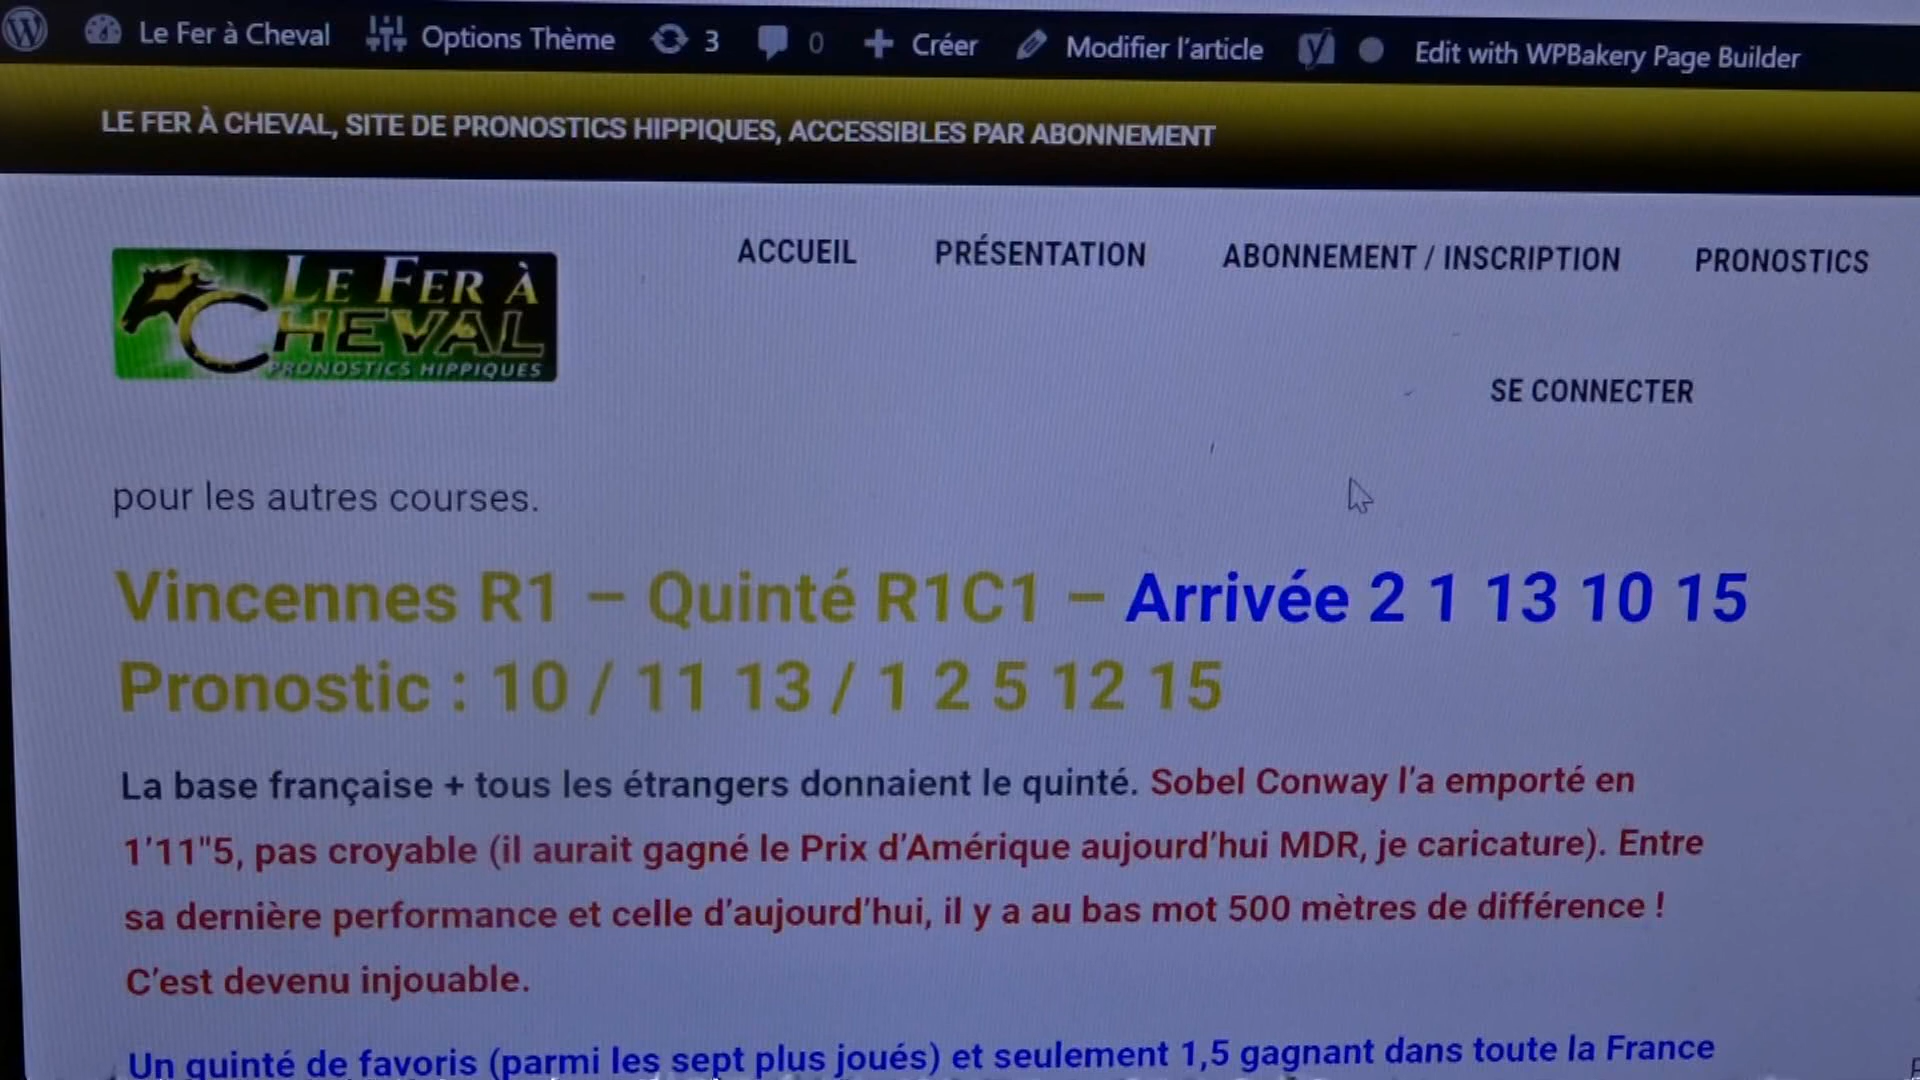 Le Fer à Cheval Options Thème 3 0 Créer Modifier l'article Edit with WPBakery Page Builder
LE FER À CHEVAL, SITE DE PRONOSTICS HIPPIQUES, ACCESSIBLES PAR ABONNEMENT
ACCUEIL PRÉSENTATION ABONNEMENT / INSCRIPTION PRONOSTICS
LE FER À
CHEVAL
PRONOSTICS HIPPIQUES
SE CONNECTER
pour les autres courses.
Vincennes R1 – Quinté R1C1 – Arrivée 2 1 13 10 15
Pronostic : 10 / 11 13 / 1 2 5 12 15
La base française + tous les étrangers donnaient le quinté. Sobel Conway l'a emporté en
1'11"5, pas croyable (il aurait gagné le Prix d'Amérique aujourd'hui MDR, je caricature). Entre
sa dernière performance et celle d'aujourd'hui, il y a au bas mot 500 mètres de différence !
C'est devenu injouable.
Un quinté de favoris (parmi les sept plus joués) et seulement 1,5 gagnant dans toute la France